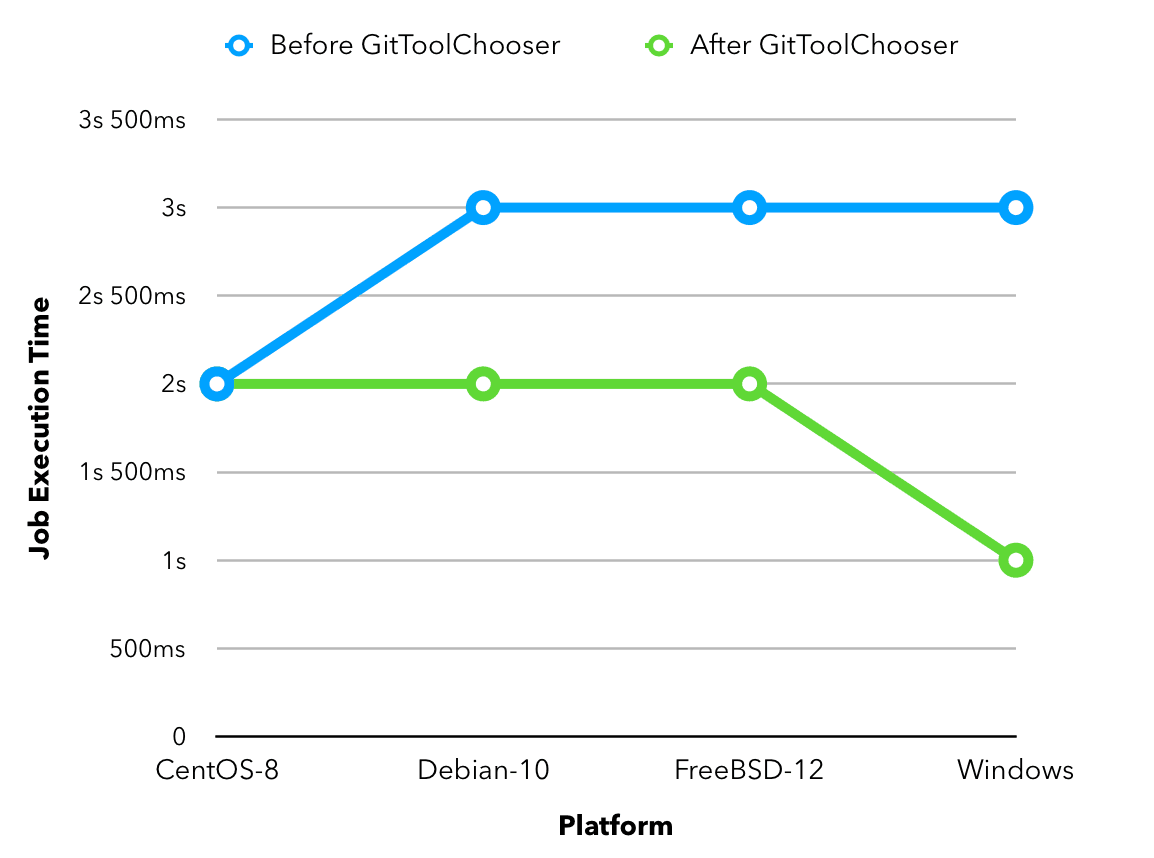 Before GitToolChooser
After GitToolChooser
3s 500ms
3s
2s 500ms
2s
1s 500ms
1s
500ms
0
Job Execution Time
CentOS-8
Debian-10
FreeBSD-12
Windows
Platform